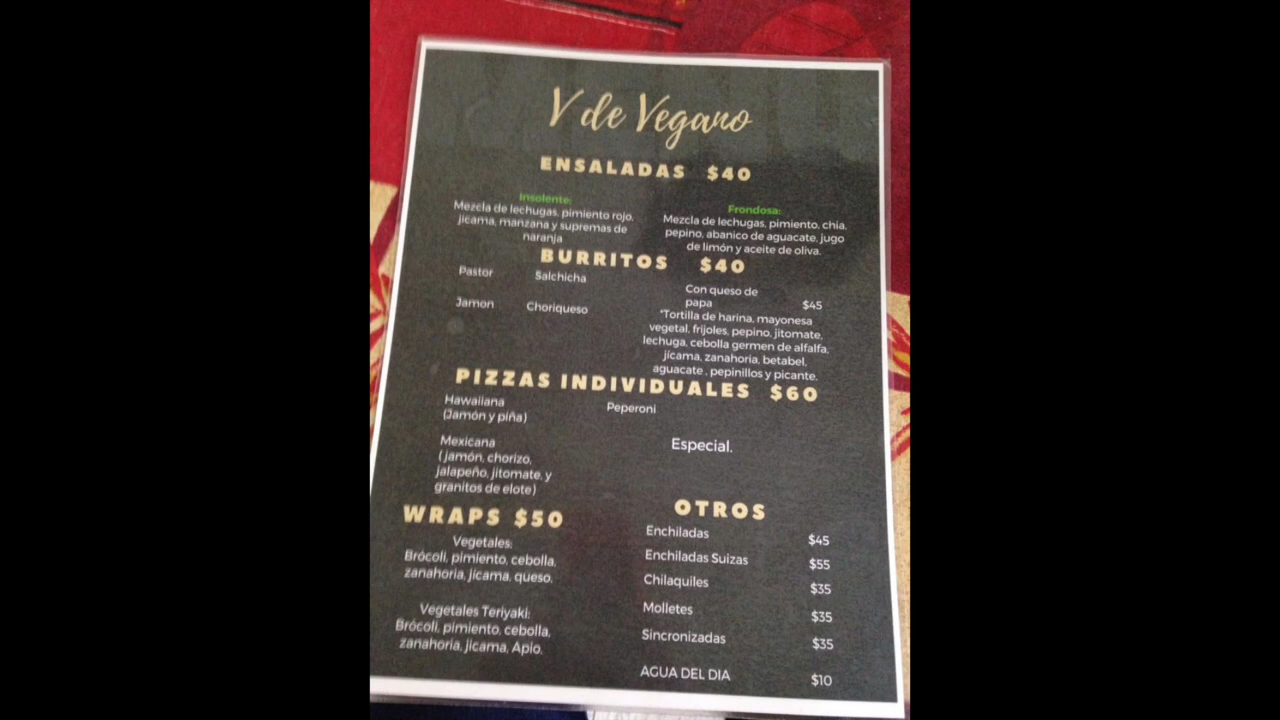 V de Vegano
ENSALADAS $40
Insolente:
Mezcla de lechugas, pimiento rojo,
jícama, manzana y supremas de
naranja
Frondosa:
Mezcla de lechugas, pimiento, chia,
pepino, abanico de aguacate, jugo
de limón y aceite de oliva.
BURRITOS $40
Pastor Salchicha
Jamon Choriqueso
Con queso de
papa $45
*Tortilla de harina, mayonesa
vegetal, frijoles, pepino, jitomate,
lechuga, cebolla germen de alfalfa,
jícama, zanahoria, betabel,
aguacate , pepinillos y picante.
PIZZAS INDIVIDUALES $60
Hawaiiana
(Jamón y piña)
Peperoni
Mexicana
( jamón, chorizo,
jalapeño, jitomate, y
granitos de elote)
Especial.
WRAPS $50
Vegetales:
Brócoli, pimiento, cebolla,
zanahoria, jícama, queso.
Vegetales Teriyaki:
Brócoli, pimiento, cebolla,
zanahoria, jícama, Apio.
OTROS
Enchiladas $45
Enchiladas Suizas $55
Chilaquiles $35
Molletes $35
Sincronizadas $35
AGUA DEL DIA $10